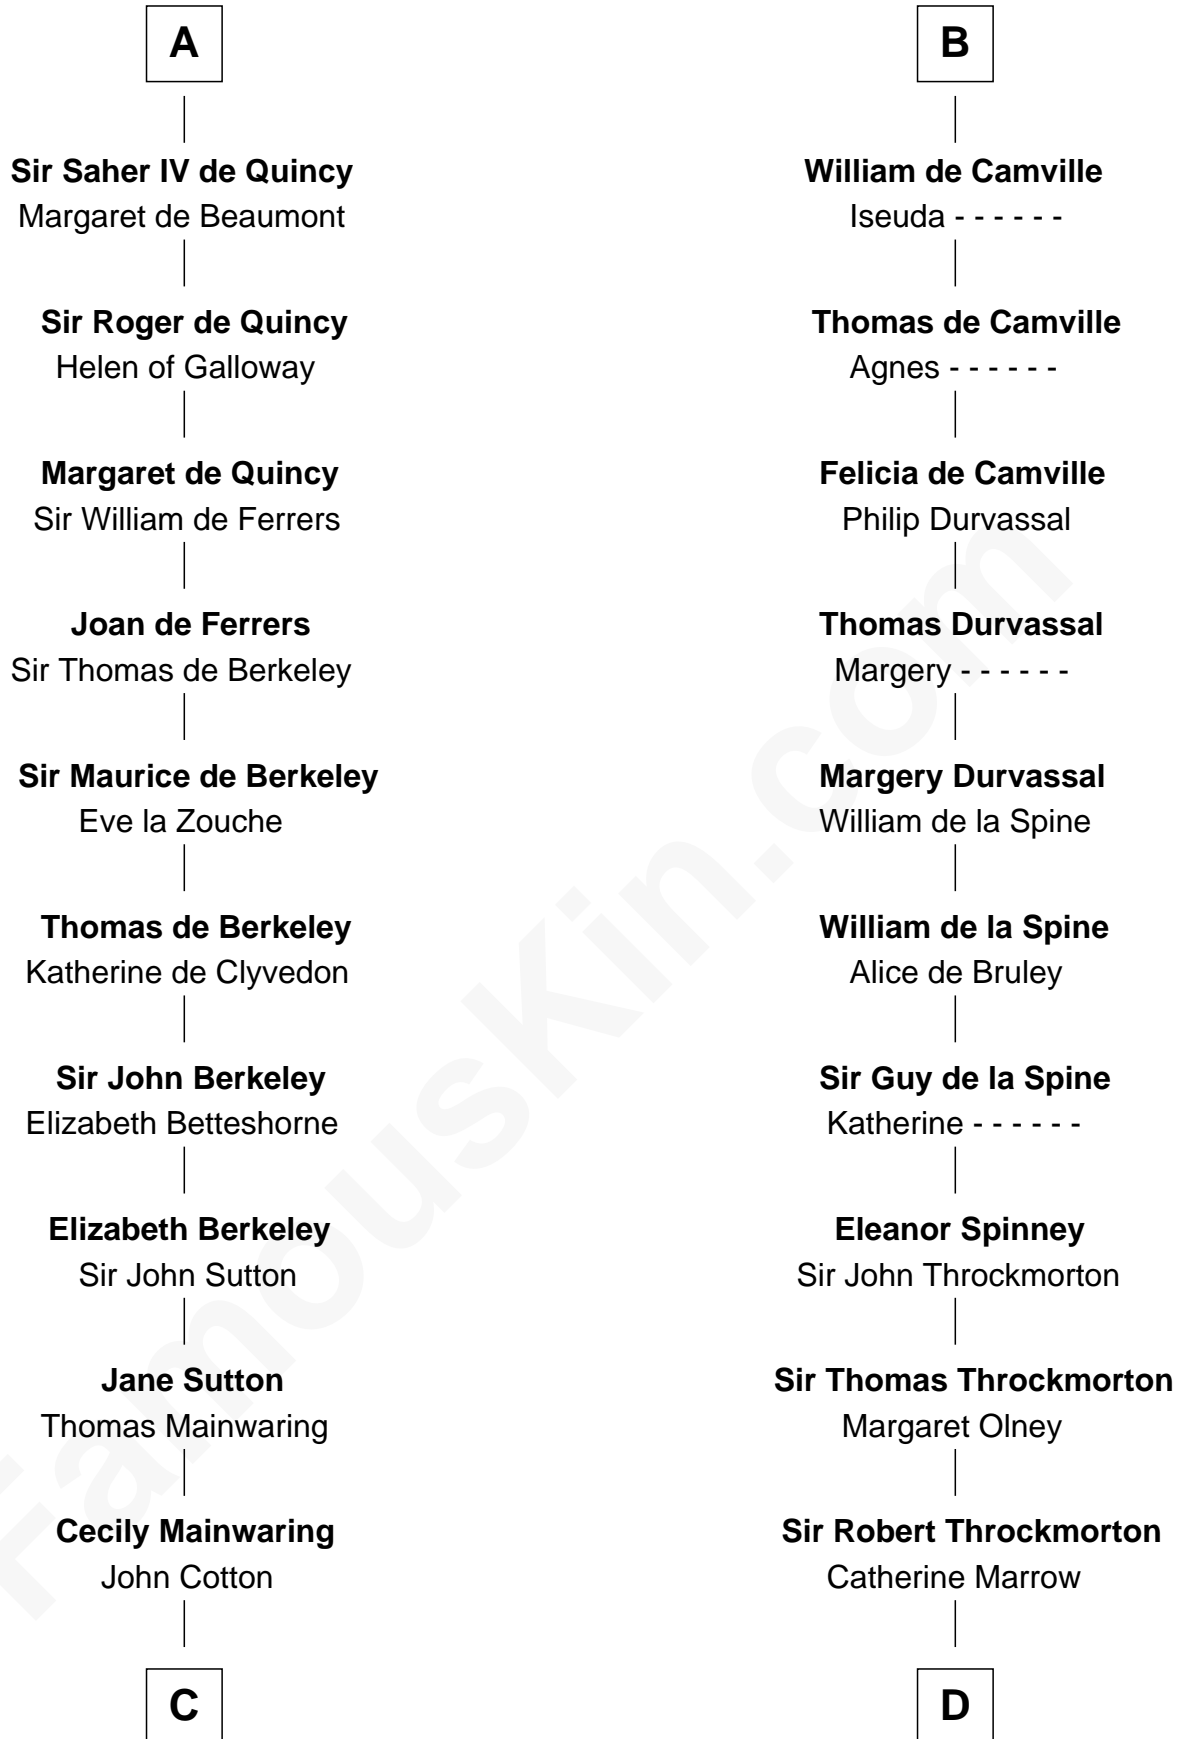 A
Sir Saher IV de Quincy
Margaret de Beaumont
Sir Roger de Quincy
Helen of Galloway
Margaret de Quincy
Sir William de Ferrers
Joan de Ferrers
Sir Thomas de Berkeley
Sir Maurice de Berkeley
Eve la Zouche
Thomas de Berkeley
Katherine de Clyvedon
Sir John Berkeley
Elizabeth Betteshorne
Elizabeth Berkeley
Sir John Sutton
Jane Sutton
Thomas Mainwaring
Cecily Mainwaring
John Cotton
C
B
William de Camville
Iseuda - - - - - -
Thomas de Camville
Agnes - - - - - -
Felicia de Camville
Philip Durvassal
Thomas Durvassal
Margery - - - - - -
Margery Durvassal
William de la Spine
William de la Spine
Alice de Bruley
Sir Guy de la Spine
Katherine - - - - - -
Eleanor Spinney
Sir John Throckmorton
Sir Thomas Throckmorton
Margaret Olney
Sir Robert Throckmorton
Catherine Marrow
D
FamousKin.com